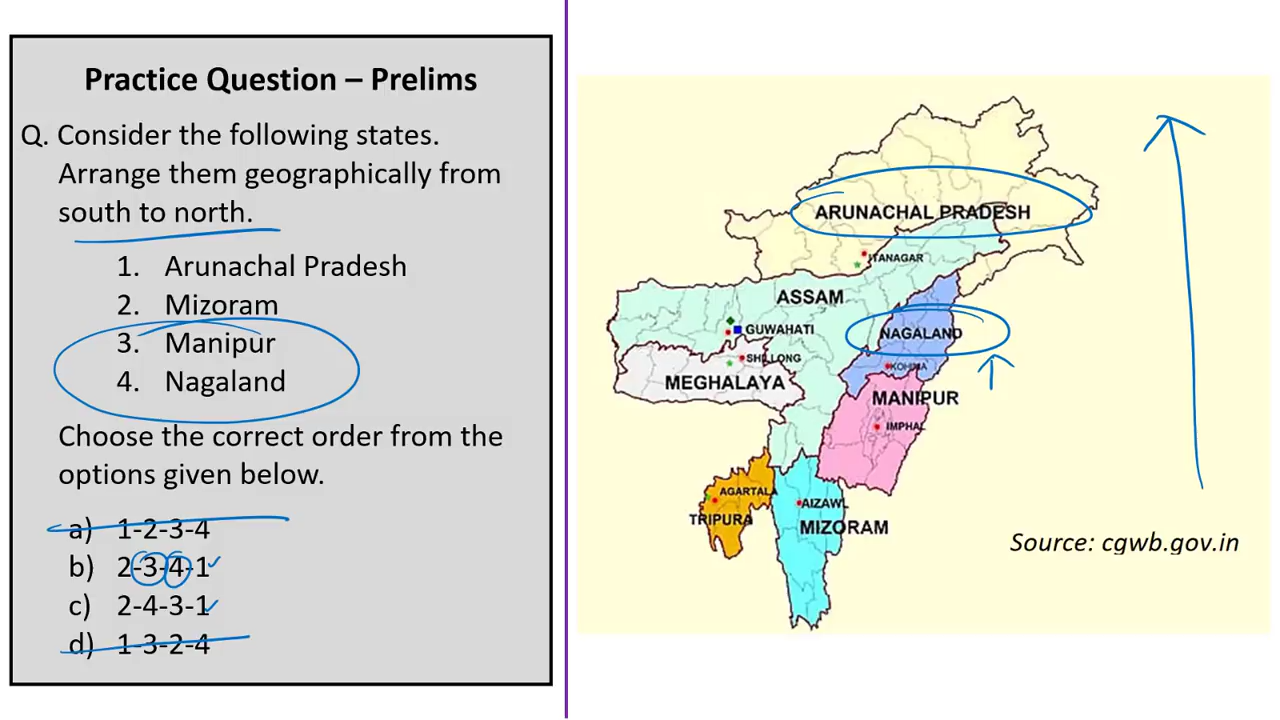 Practice Question – Prelims
Q. Consider the following states.
Arrange them geographically from
south to north.
1. Arunachal Pradesh
2. Mizoram
3. Manipur
4. Nagaland
Choose the correct order from the
options given below.
a) 1-2-3-4
b) 2-3-4-1
c) 2-4-3-1
d) 1-3-2-4
ARUNACHAL PRADESH
ITANAGAR
ASSAM
GUWAHATI
NAGALAND
SHILLONG
KOHIMA
MEGHALAYA
MANIPUR
IMPHAL
AGARTALA
AIZAWL
TRIPURA
MIZORAM
Source: cgwb.gov.in